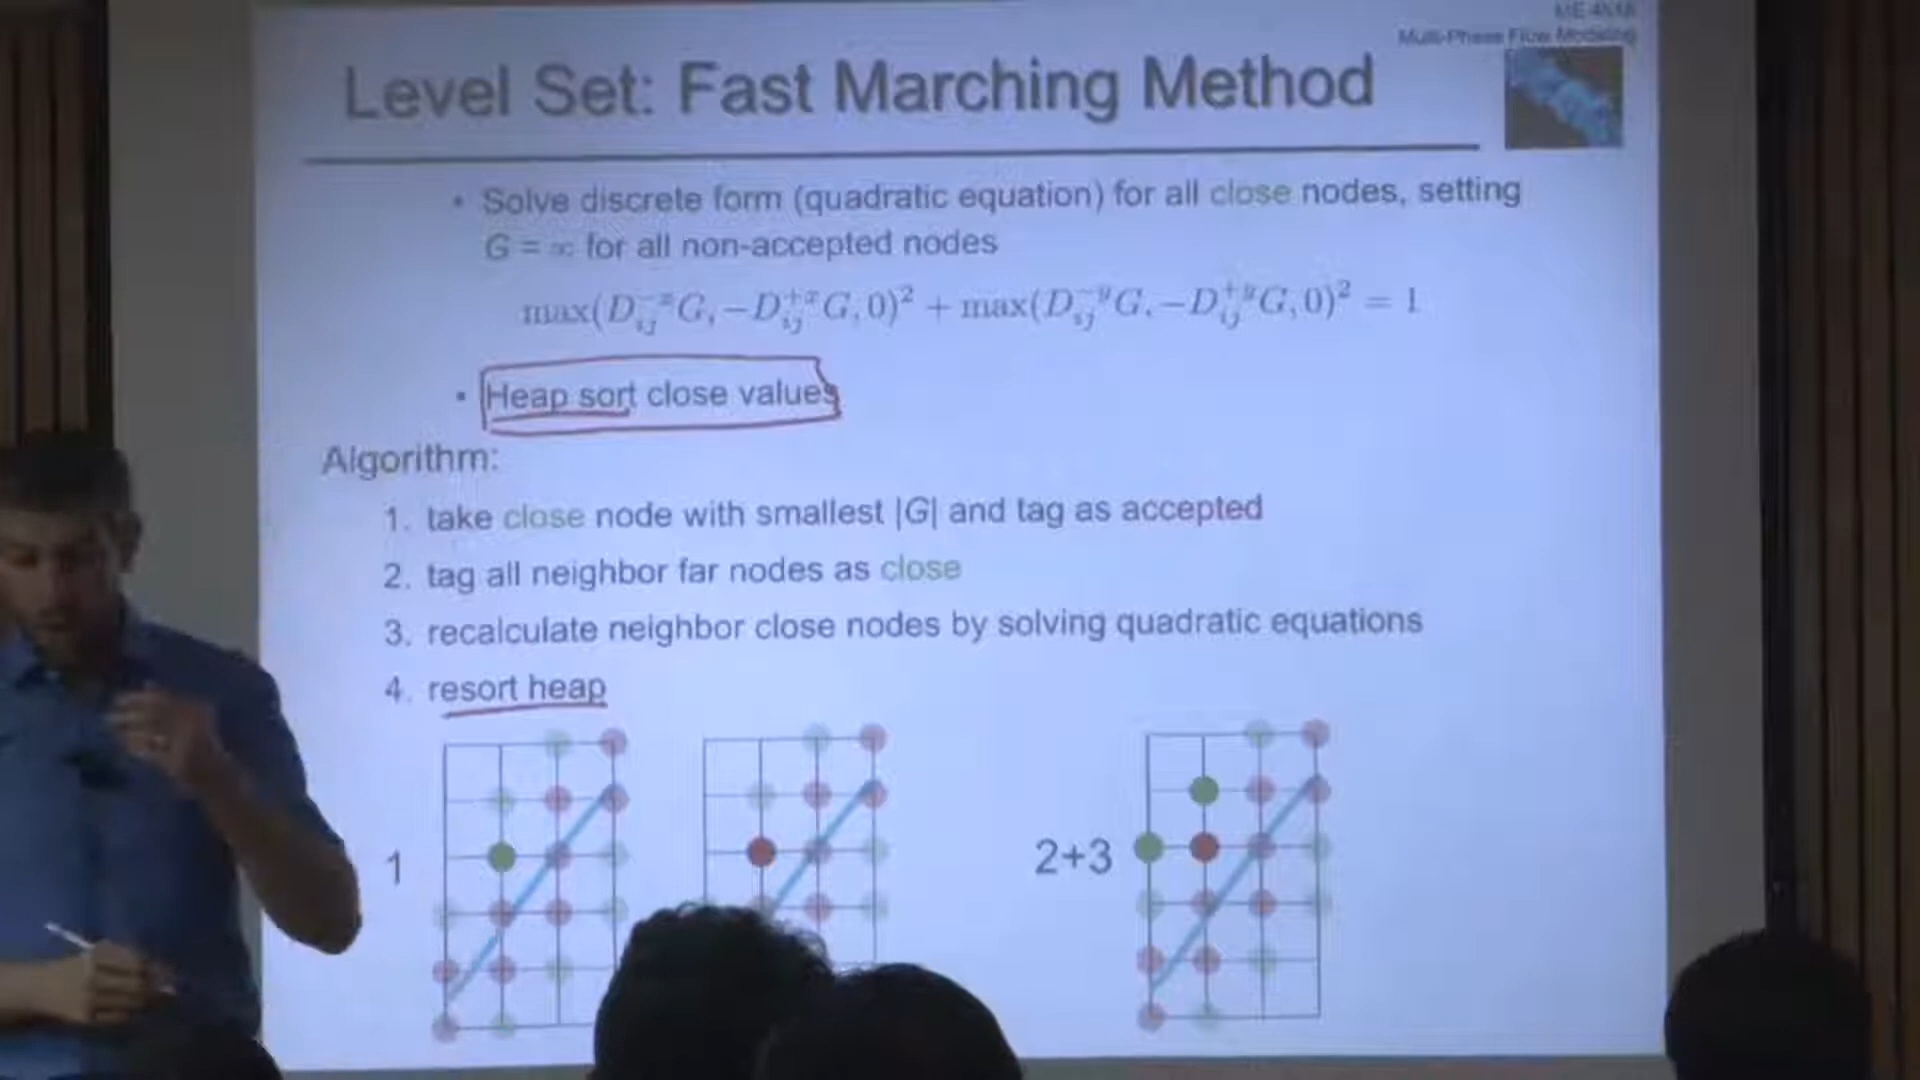 Multi-Phase Flow Modeling
Level Set: Fast Marching Method
• Solve discrete form (quadratic equation) for all close nodes, setting
G = ∞ for all non-accepted nodes
max(D_{ij}^{-x}G, −D_{ij}^{+x}G, 0)² + max(D_{ij}^{-y}G, −D_{ij}^{+y}G, 0)² = 1
• Heap sort close values
Algorithm:
1. take close node with smallest |G| and tag as accepted
2. tag all neighbor far nodes as close
3. recalculate neighbor close nodes by solving quadratic equations
4. resort heap
1
2+3